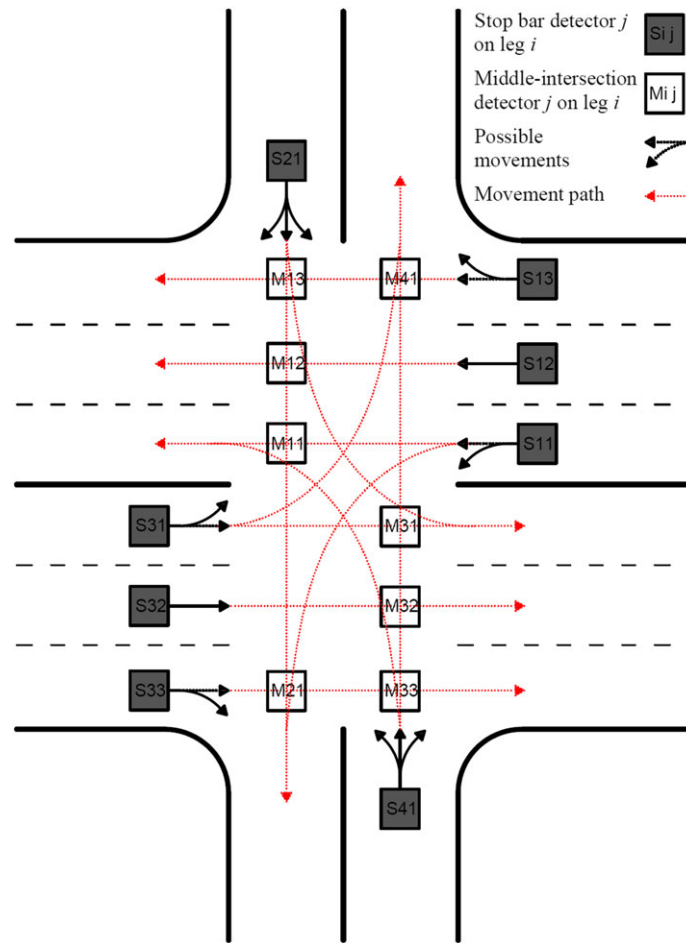 Stop bar detector j
on leg i
Si j
Middle-intersection
detector j on leg i
Mi j
Possible
movements
Movement path
S21
M13
M41
S13
M12
S12
M11
S11
S31
M31
S32
M32
S33
M21
M33
S41